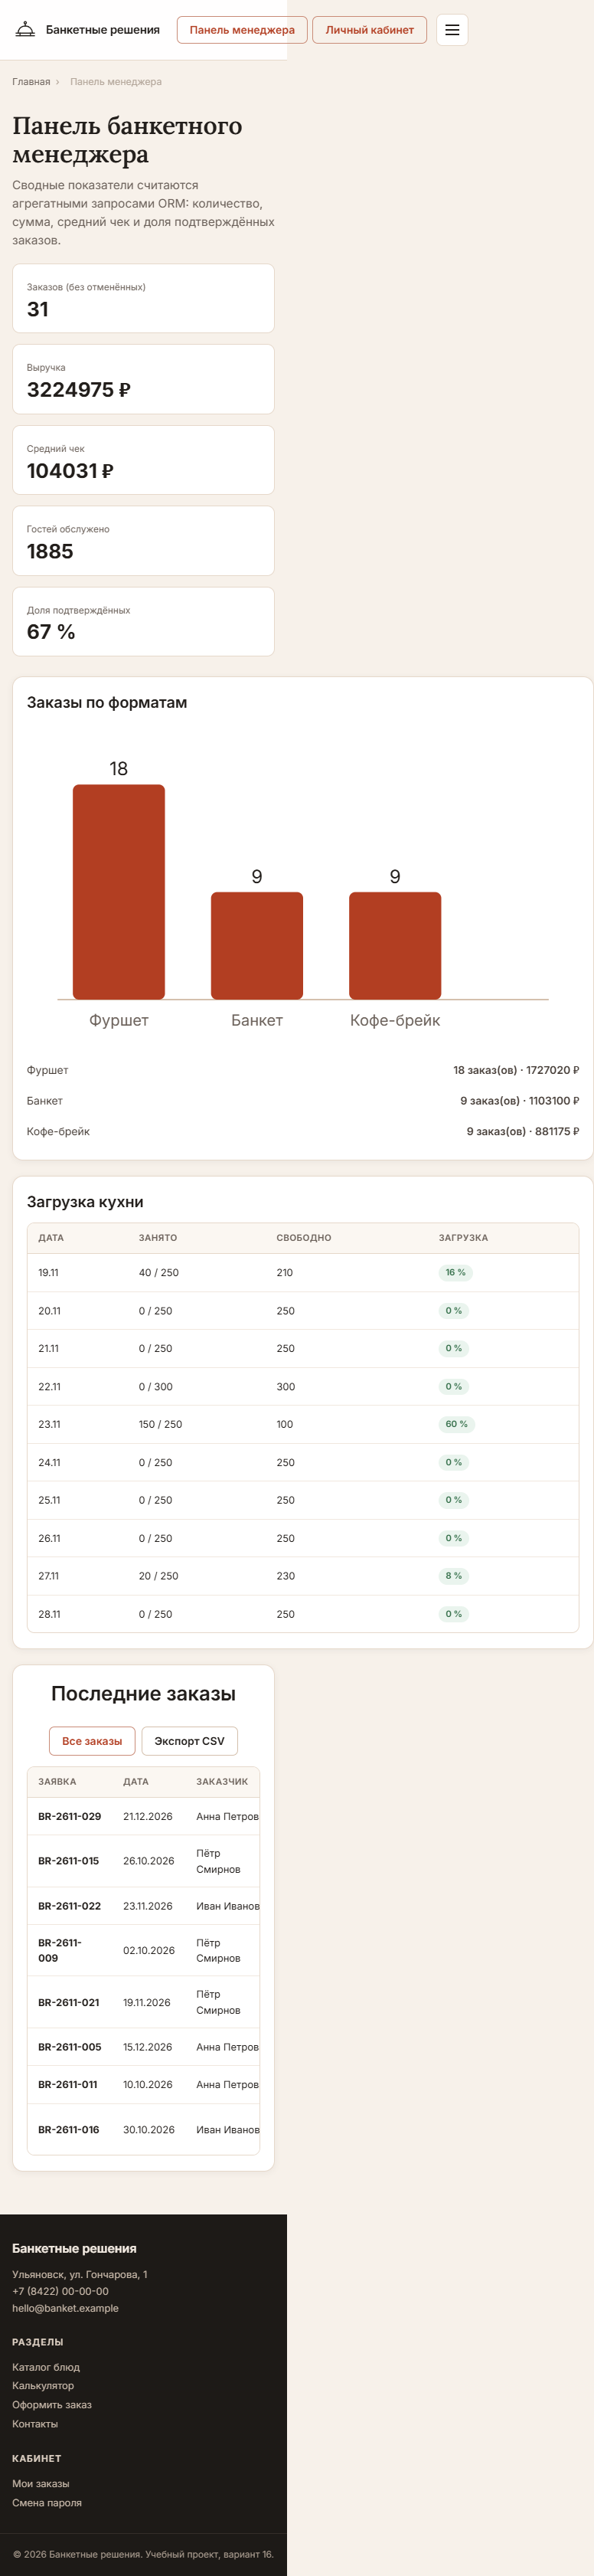 Банкетные решения
Панель менеджера
Личный кабинет
Главная › Панель менеджера
Панель банкетного
менеджера
Сводные показатели считаются
агрегатными запросами ORM: количество,
сумма, средний чек и доля подтверждённых
заказов.
Заказов (без отменённых)
31
Выручка
3224975 ₽
Средний чек
104031 ₽
Гостей обслужено
1885
Доля подтверждённых
67 %
Заказы по форматам
18
9
9
Фуршет
Банкет
Кофе-брейк
Фуршет 18 заказ(ов) · 1727020 ₽
Банкет 9 заказ(ов) · 1103100 ₽
Кофе-брейк 9 заказ(ов) · 881175 ₽
Загрузка кухни
ДАТА ЗАНЯТО СВОБОДНО ЗАГРУЗКА
19.11 40 / 250 210 16 %
20.11 0 / 250 250 0 %
21.11 0 / 250 250 0 %
22.11 0 / 300 300 0 %
23.11 150 / 250 100 60 %
24.11 0 / 250 250 0 %
25.11 0 / 250 250 0 %
26.11 0 / 250 250 0 %
27.11 20 / 250 230 8 %
28.11 0 / 250 250 0 %
Последние заказы
Все заказы
Экспорт CSV
ЗАЯВКА ДАТА ЗАКАЗЧИК
BR-2611-029 21.12.2026 Анна Петров
BR-2611-015 26.10.2026 Пётр
Смирнов
BR-2611-022 23.11.2026 Иван Иванов
BR-2611-
009 02.10.2026 Пётр
Смирнов
BR-2611-021 19.11.2026 Пётр
Смирнов
BR-2611-005 15.12.2026 Анна Петров
BR-2611-011 10.10.2026 Анна Петров
BR-2611-016 30.10.2026 Иван Иванов
Банкетные решения
Ульяновск, ул. Гончарова, 1
+7 (8422) 00-00-00
hello@banket.example
РАЗДЕЛЫ
Каталог блюд
Калькулятор
Оформить заказ
Контакты
КАБИНЕТ
Мои заказы
Смена пароля
© 2026 Банкетные решения. Учебный проект, вариант 16.